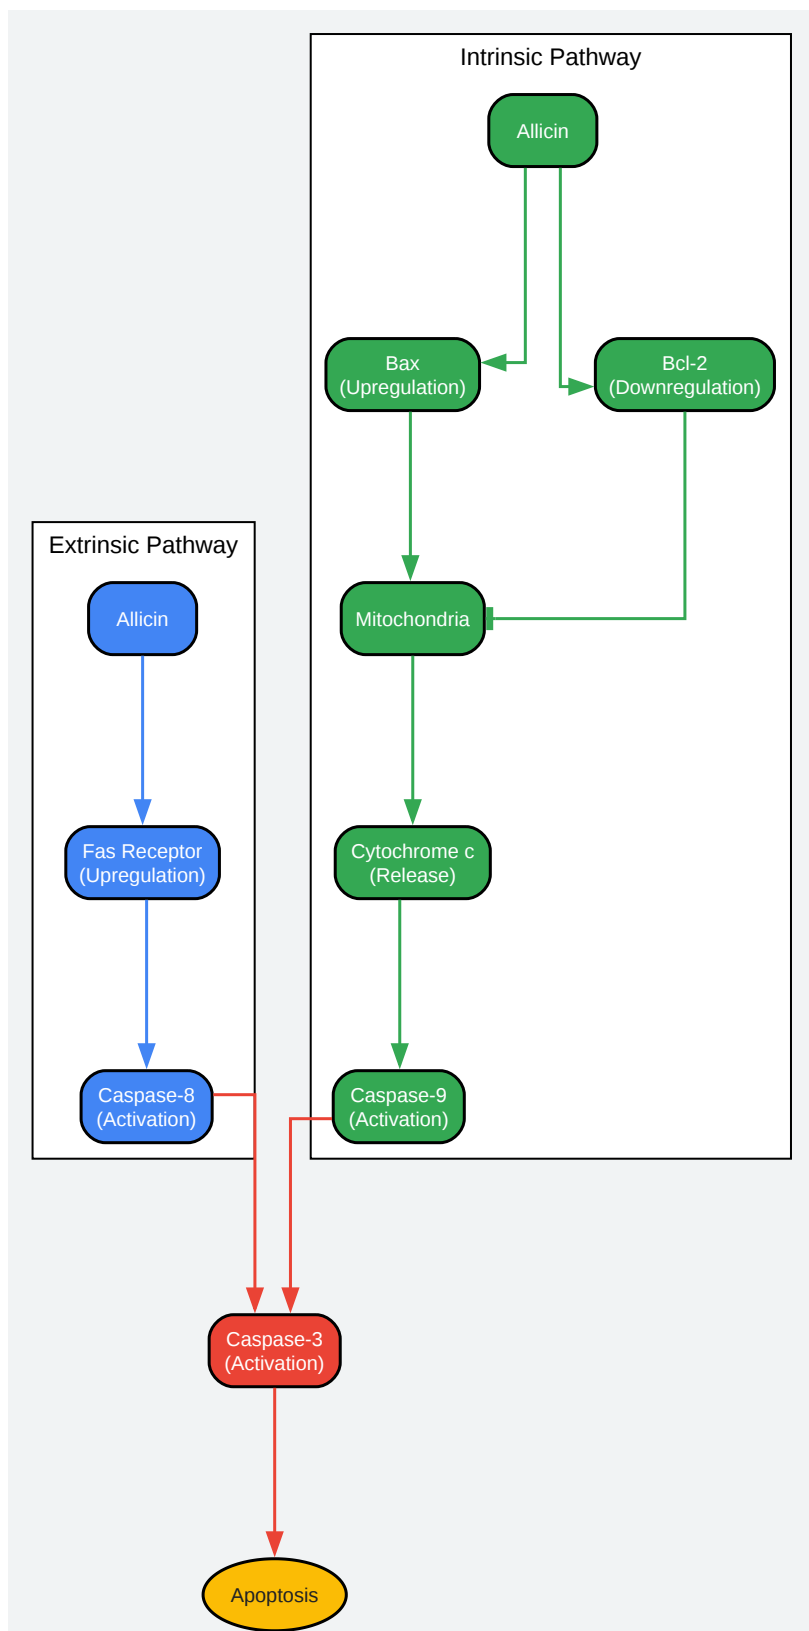 Intrinsic Pathway
Allicin
Bax
(Upregulation)
Bcl-2
(Downregulation)
Extrinsic Pathway
Allicin
Mitochondria
Fas Receptor
(Upregulation)
Cytochrome c
(Release)
Caspase-8
(Activation)
Caspase-9
(Activation)
Caspase-3
(Activation)
Apoptosis